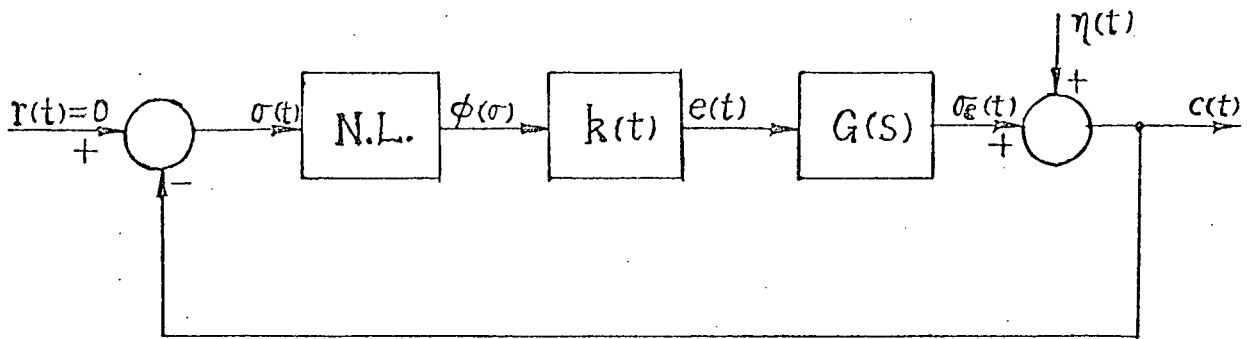 η(t)
+
r(t)=0
+
-
σ(t)
N.L.
ϕ(σ)
k(t)
e(t)
G(S)
σε(t)
+
c(t)